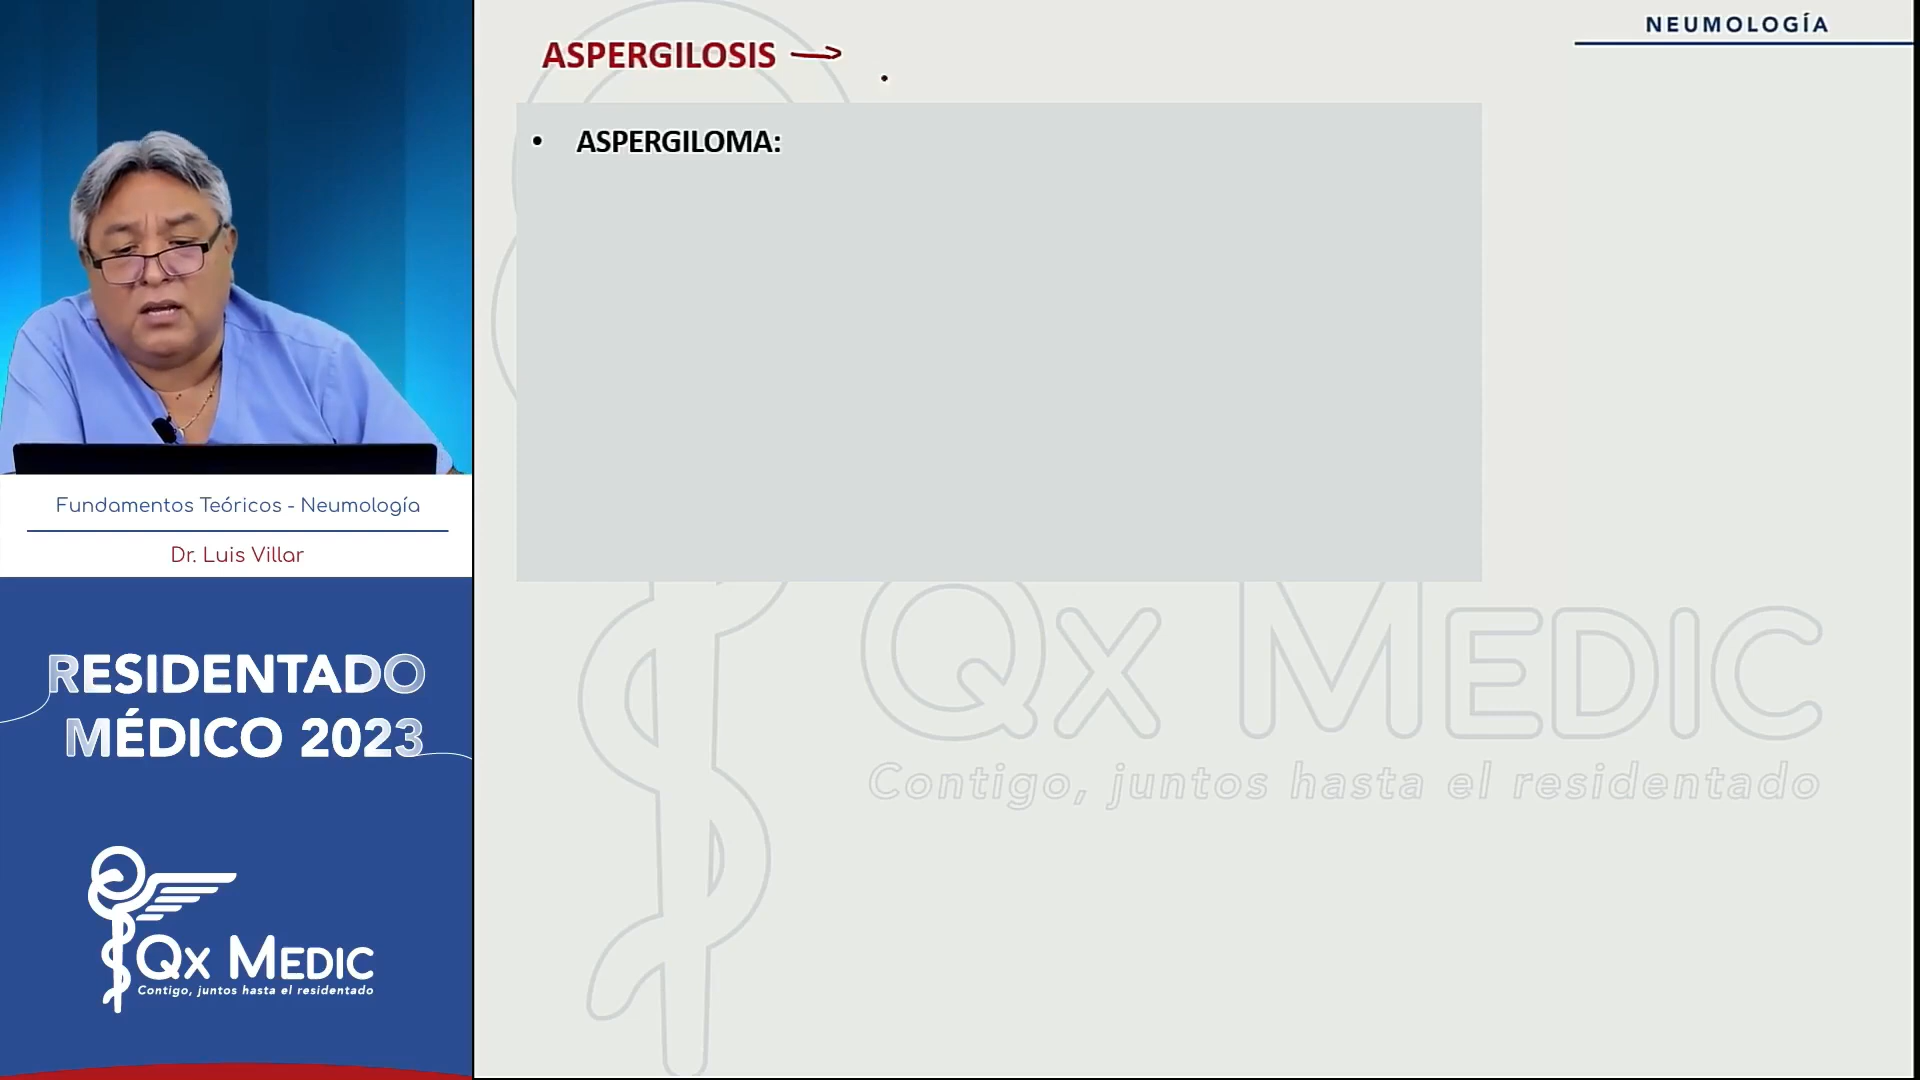 NEUMOLOGÍA
ASPERGILOSIS
• ASPERGILOMA:
Fundamentos Teóricos - Neumología
Dr. Luis Villar
RESIDENTADO
MÉDICO 2023
QX MEDIC
Contigo, juntos hasta el residentado
QX MEDIC
Contigo, juntos hasta el residentado